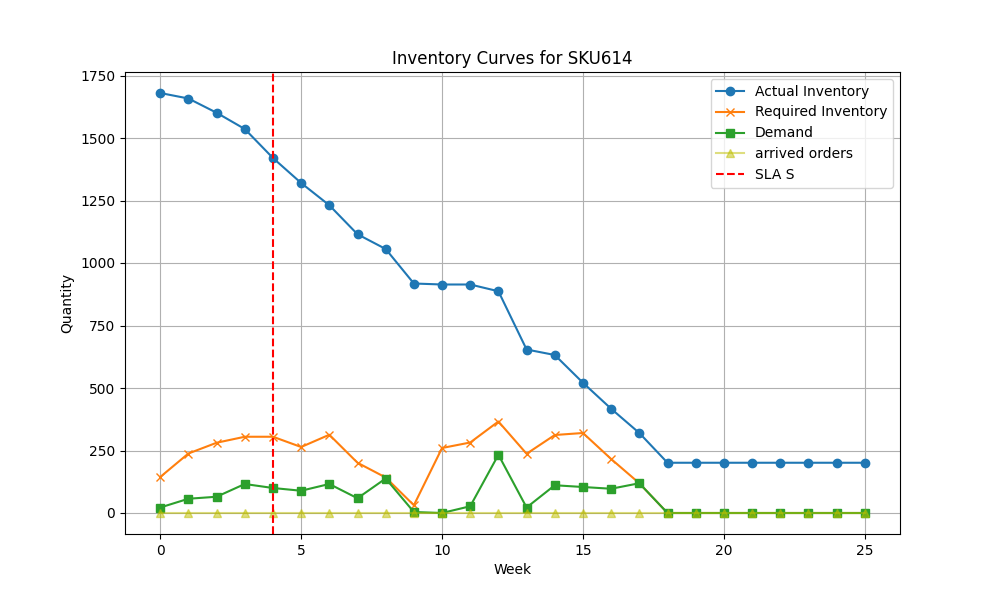 Inventory Curves for SKU614
1750
1500
1250
1000
750
500
250
0
Quantity
Actual Inventory
Required Inventory
Demand
arrived orders
SLA S
0
5
10
15
20
25
Week